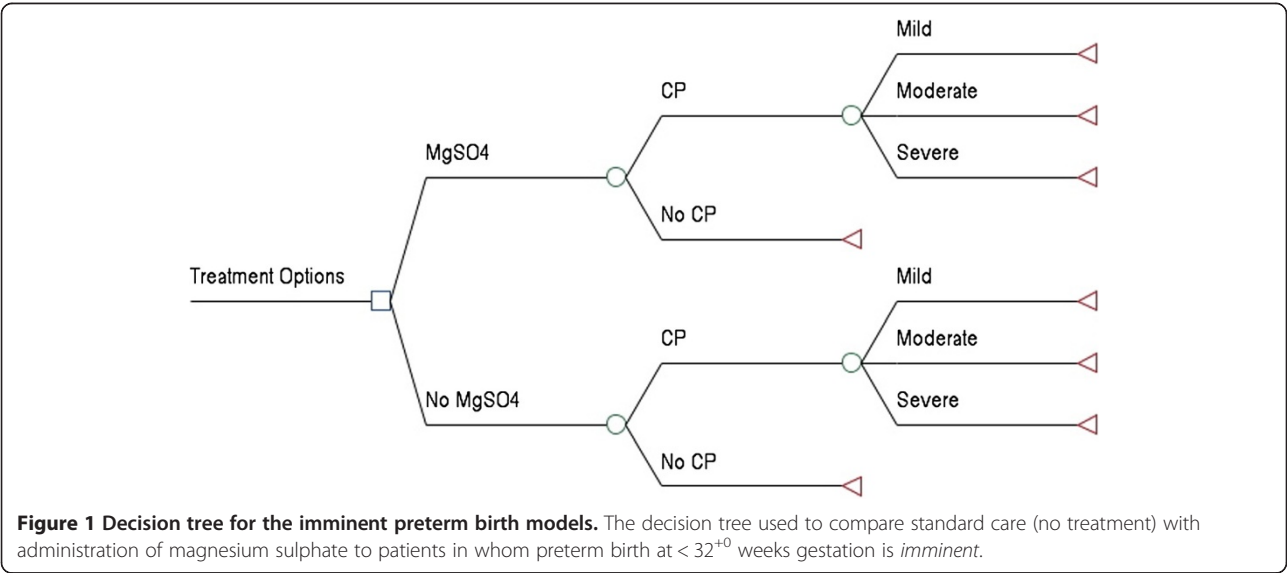 Mild
CP
Moderate
MgSO4
Severe
No CP
Treatment Options
Mild
CP
Moderate
No MgSO4
Severe
No CP
Figure 1 Decision tree for the imminent preterm birth models. The decision tree used to compare standard care (no treatment) with
administration of magnesium sulphate to patients in whom preterm birth at < 32⁺⁰ weeks gestation is imminent.